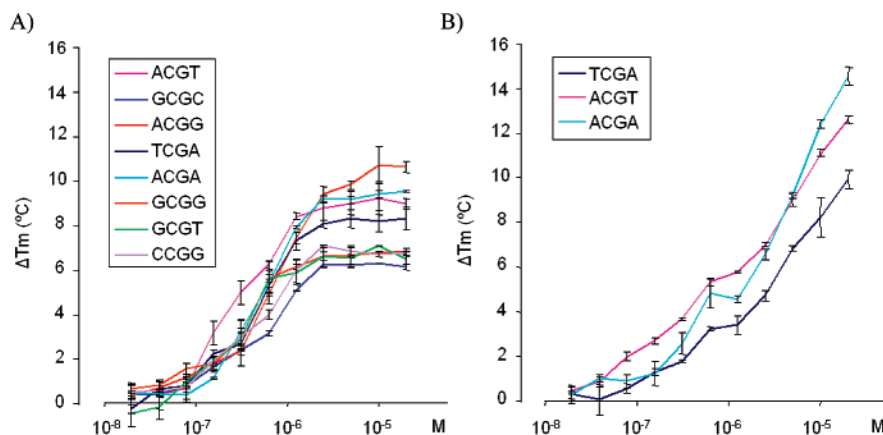 A)
ΔTm (ºC)
16
14
12
10
8
6
4
2
0
ACGT
GCGC
ACGG
TCGA
ACGA
GCGG
GCGT
CCGG
10-8
10-7
10-6
10-5
M
B)
ΔTm (ºC)
16
14
12
10
8
6
4
2
0
TCGA
ACGT
ACGA
10-8
10-7
10-6
10-5
M